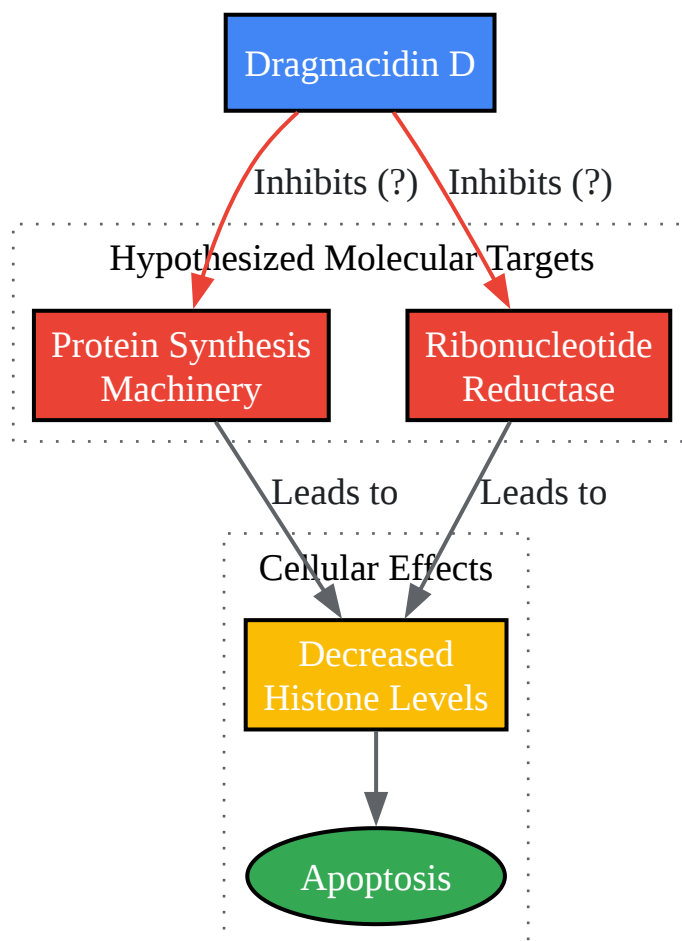 Dragmacidin D
Inhibits (?)
Inhibits (?)
Hypothesized Molecular Targets
Protein Synthesis
Machinery
Ribonucleotide
Reductase
Leads to
Leads to
Cellular Effects
Decreased
Histone Levels
Apoptosis